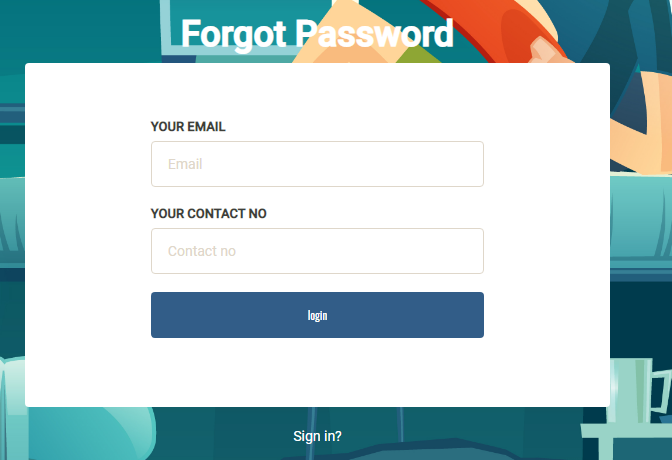 Forgot Password
YOUR EMAIL
Email
YOUR CONTACT NO
Contact no
login
Sign in?